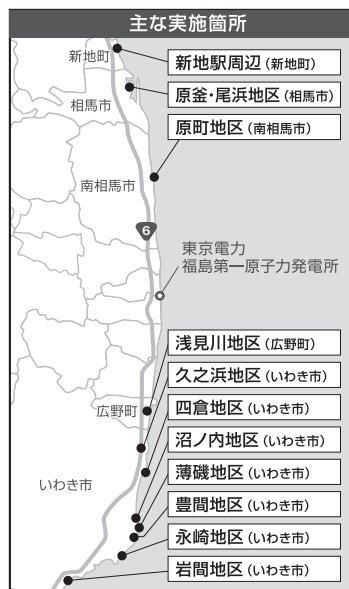 主な実施箇所
新地町
新地駅周辺(新地町)
相馬市
原釜・尾浜地区(相馬市)
原町地区(南相馬市)
南相馬市
6
東京電力
福島第一原子力発電所
浅見川地区(広野町)
久之浜地区(いわき市)
広野町
四倉地区(いわき市)
沼ノ内地区(いわき市)
いわき市
薄磯地区(いわき市)
豊間地区(いわき市)
永崎地区(いわき市)
岩間地区(いわき市)